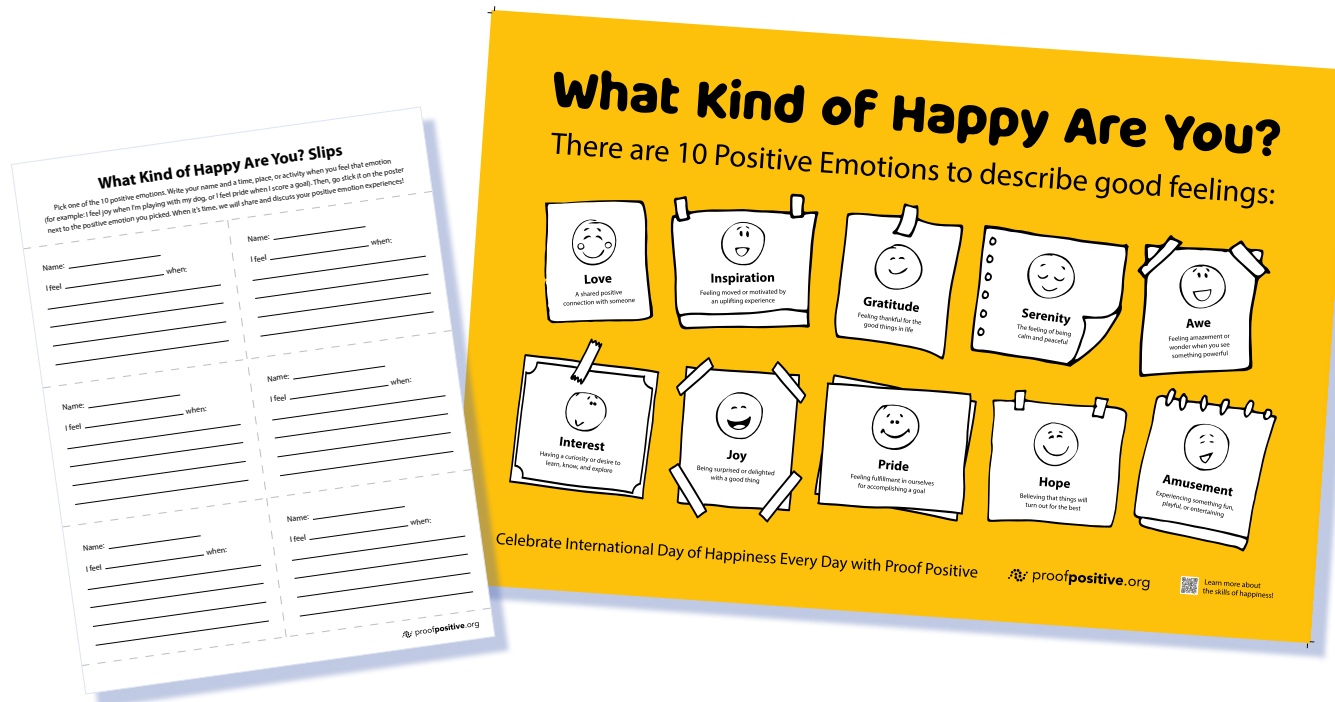 What Kind of Happy Are You? Slips
Pick one of the 10 positive emotions. Write your name and a time, place, or activity when you feel that emotion
(for example: I feel joy when I'm playing with my dog, or I feel pride when I score a goal). Then, go stick it on the poster
next to the positive emotion you picked. When it's time, we will share and discuss your positive emotion experiences!
Name:
I feel when:
Name:
I feel when:
Name:
I feel when:
Name:
I feel when:
Name:
I feel when:
Name:
I feel when:
proofpositive.org
What Kind of Happy Are You?
There are 10 Positive Emotions to describe good feelings:
Love
A shared positive
connection with someone
Inspiration
Feeling moved or motivated by
an uplifting experience
Gratitude
Feeling thankful for the
good things in life
Serenity
The feeling of being
calm and peaceful
Awe
Feeling amazement or
wonder when you see
something powerful
Interest
Having a curiosity or desire to
learn, know, and explore
Joy
Being surprised or delighted
with a good thing
Pride
Feeling fulfillment in ourselves
for accomplishing a goal
Hope
Believing that things will
turn out for the best
Amusement
Experiencing something fun,
playful, or entertaining
Celebrate International Day of Happiness Every Day with Proof Positive
proofpositive.org
Learn more about
the skills of happiness!